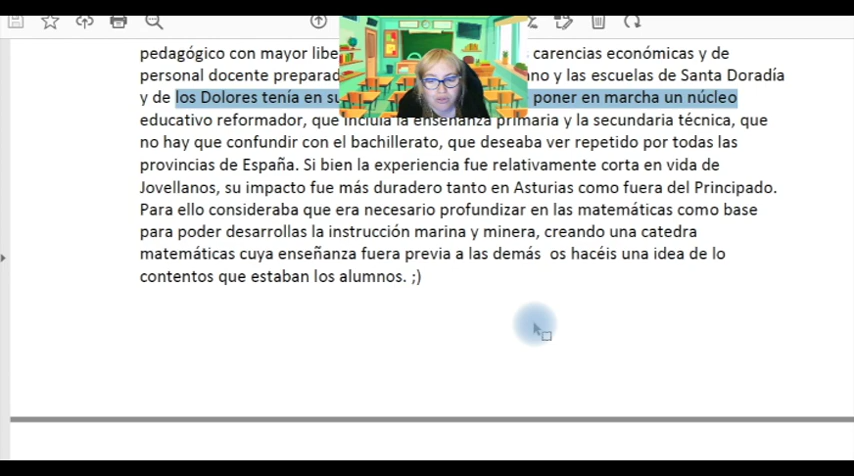 pedagógico con mayor carencias económicas y de
personal docente y las escuelas de Santa Doradía
y de los Dolores tenía en poner en marcha un núcleo
educativo reformador, que incluía la enseñanza primaria y la secundaria técnica, que
no hay que confundir con el bachillerato, que deseaba ver repetido por todas las
provincias de España. Si bien la experiencia fue relativamente corta en vida de
Jovellanos, su impacto fue más duradero tanto en Asturias como fuera del Principado.
Para ello consideraba que era necesario profundizar en las matemáticas como base
para poder desarrollas la instrucción marina y minera, creando una catedra
matemáticas cuya enseñanza fuera previa a las demás os hacéis una idea de lo
contentos que estaban los alumnos. ;)